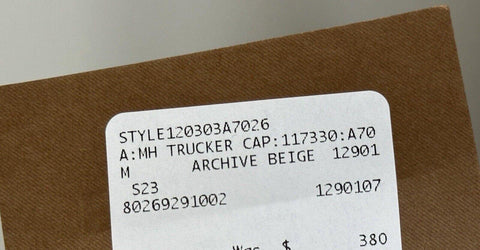 STYLE120303A7026
A:MH TRUCKER CAP:117330:A70
M ARCHIVE BEIGE 12901
S23
80269291002 1290107
$ 380